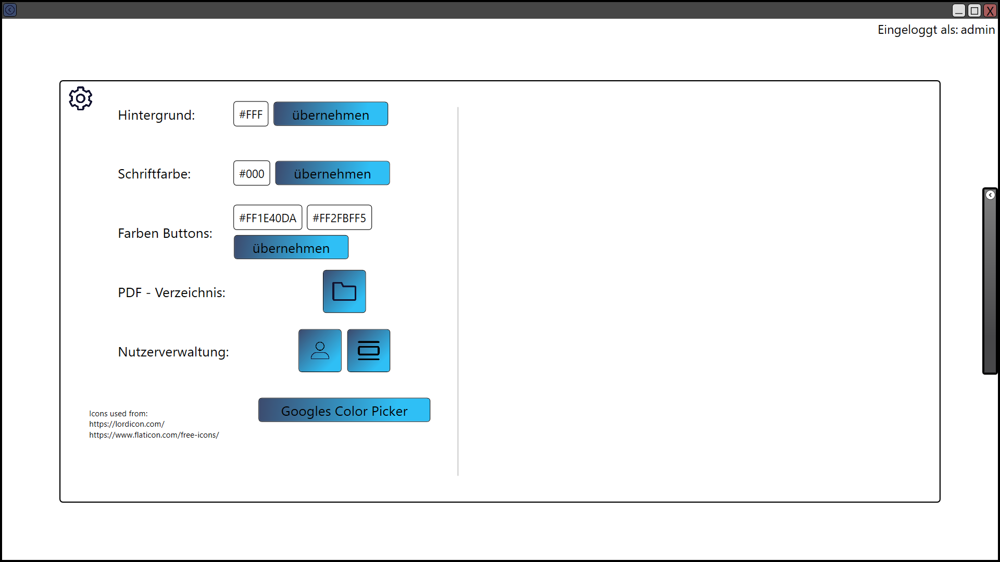 X
Eingeloggt als: admin
Hintergrund:
#FFF
übernehmen
Schriftfarbe:
#000
übernehmen
Farben Buttons:
#FF1E40DA
#FF2FBFF5
übernehmen
PDF - Verzeichnis:
Nutzerverwaltung:
Googles Color Picker
Icons used from:
https://lordicon.com/
https://www.flaticon.com/free-icons/